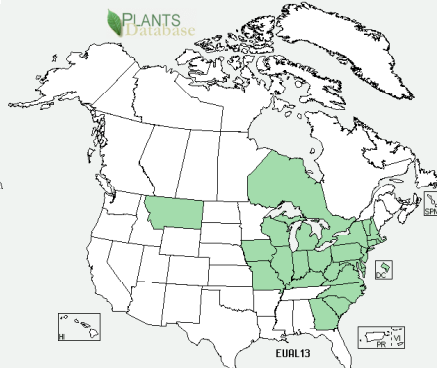 PLANTS
Database
SPM
DC
HI
PR
VI
EUAL13